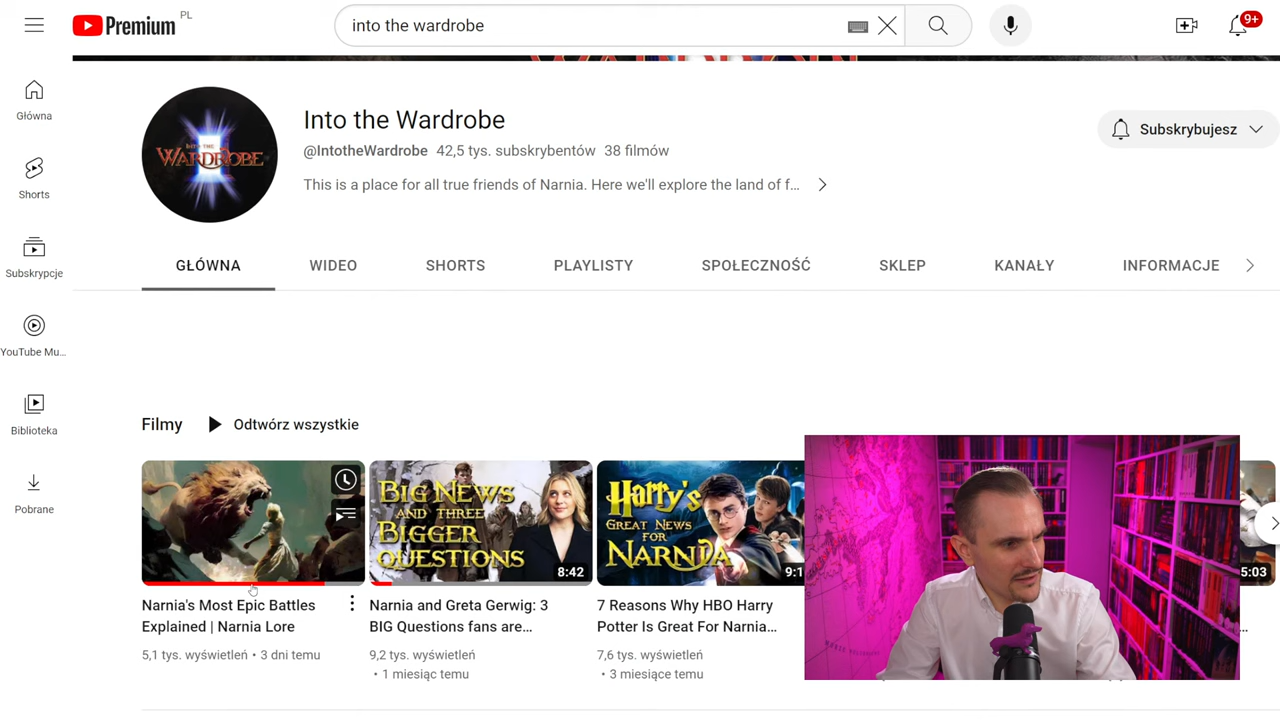 Premium PL
into the wardrobe
9+
Główna
Shorts
Subskrypcje
YouTube Mu...
Biblioteka
Pobrane
INTO THE
WARDROBE
Into the Wardrobe
@IntotheWardrobe 42,5 tys. subskrybentów 38 filmów
This is a place for all true friends of Narnia. Here we'll explore the land of f...
Subskrybujesz
GŁÓWNA WIDEO SHORTS PLAYLISTY SPOŁECZNOŚĆ SKLEP KANAŁY INFORMACJE
Filmy Odtwórz wszystkie
Narnia's Most Epic Battles
Explained | Narnia Lore
5,1 tys. wyświetleń • 3 dni temu
BIG NEWS
AND THREE
BIGGER
QUESTIONS
8:42
Narnia and Greta Gerwig: 3
BIG Questions fans are...
9,2 tys. wyświetleń
• 1 miesiąc temu
Harry's
GREAT NEWS
FOR
NARNIA
9:1
7 Reasons Why HBO Harry
Potter Is Great For Narnia...
7,6 tys. wyświetleń
• 3 miesiące temu
5:03